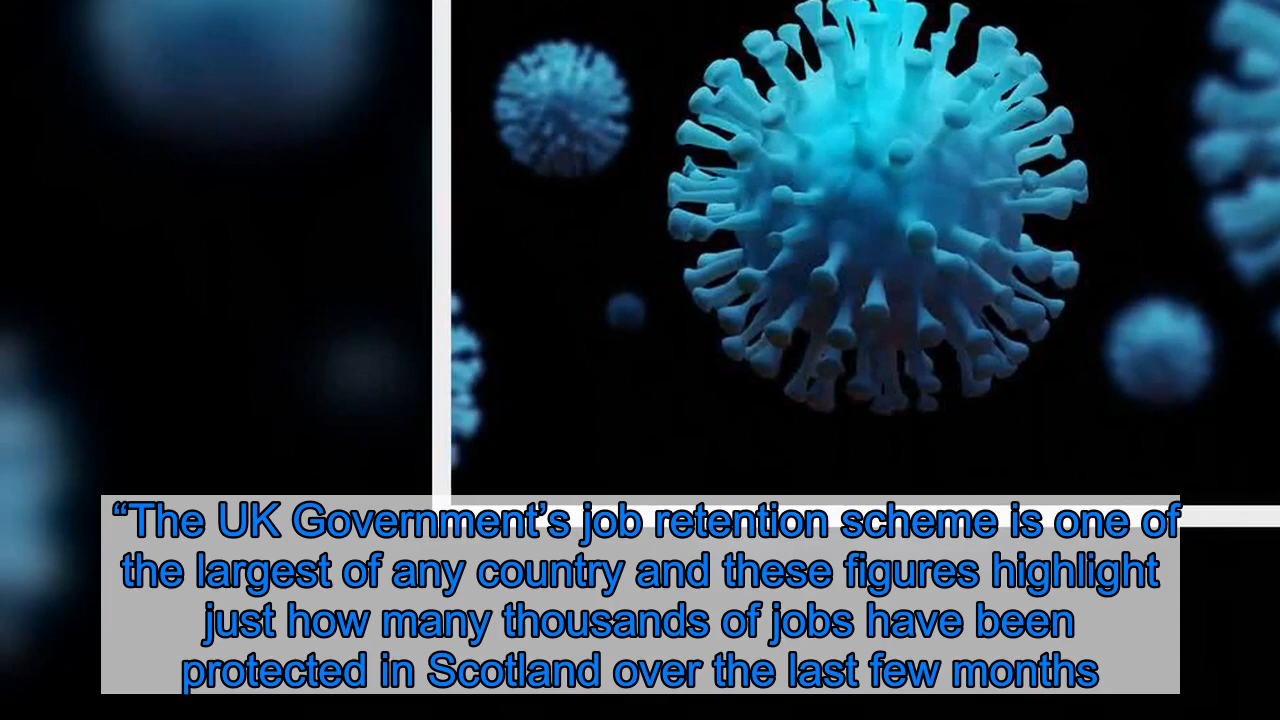 “The UK Government’s job retention scheme is one of
the largest of any country and these figures highlight
just how many thousands of jobs have been
protected in Scotland over the last few months